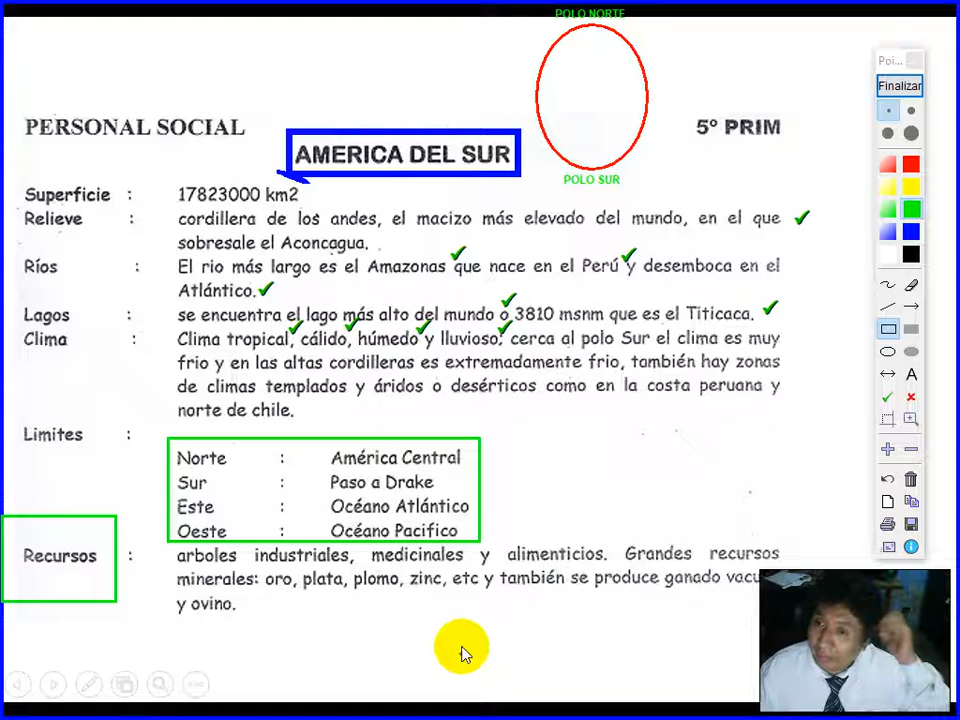 POLO NORTE
Poi...
Finalizar
PERSONAL SOCIAL
5º PRIM
AMERICA DEL SUR
POLO SUR
Superficie : 17823000 km2
Relieve : cordillera de los andes, el macizo más elevado del mundo, en el que
sobresale el Aconcagua.
Ríos : El rio más largo es el Amazonas que nace en el Perú y desemboca en el
Atlántico.
Lagos : se encuentra el lago más alto del mundo o 3810 msnm que es el Titicaca.
Clima : Clima tropical, cálido, húmedo y lluvioso; cerca al polo Sur el clima es muy
frio y en las altas cordilleras es extremadamente frio, también hay zonas
de climas templados y áridos o desérticos como en la costa peruana y
norte de chile.
Limites :
Norte : América Central
Sur : Paso a Drake
Este : Océano Atlántico
Oeste : Océano Pacifico
Recursos : arboles industriales, medicinales y alimenticios. Grandes recursos
minerales: oro, plata, plomo, zinc, etc y también se produce ganado
y ovino.
A